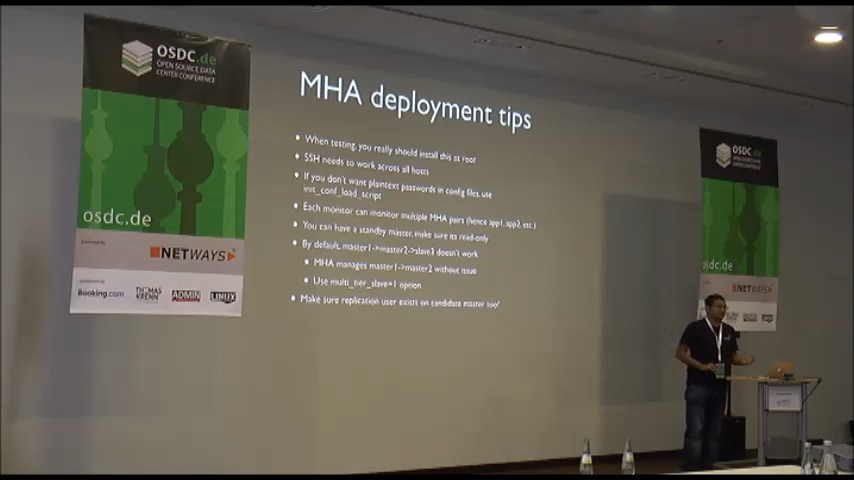 OSDC.de
OPEN SOURCE DATA
CENTER CONFERENCE
osdc.de
NETWAYS
Booking.com
THOMAS
KRENN
ADMIN
LINUX
MHA deployment tips
When testing, you really should install this at root
SSH needs to work across all hosts
If you don't want plaintext passwords in config files, use
init_conf_load_script
Each monitor can monitor multiple MHA pairs (hence app1, app2, etc.)
You can have a standby master, make sure its read-only
By default, master1->master2->slave3 doesn't work
MHA manages master1->master2 without issue
Use multi_tier_slave=1 option
Make sure replication user exists on candidate master too!
OSDC.de
osdc.de
NETWAYS